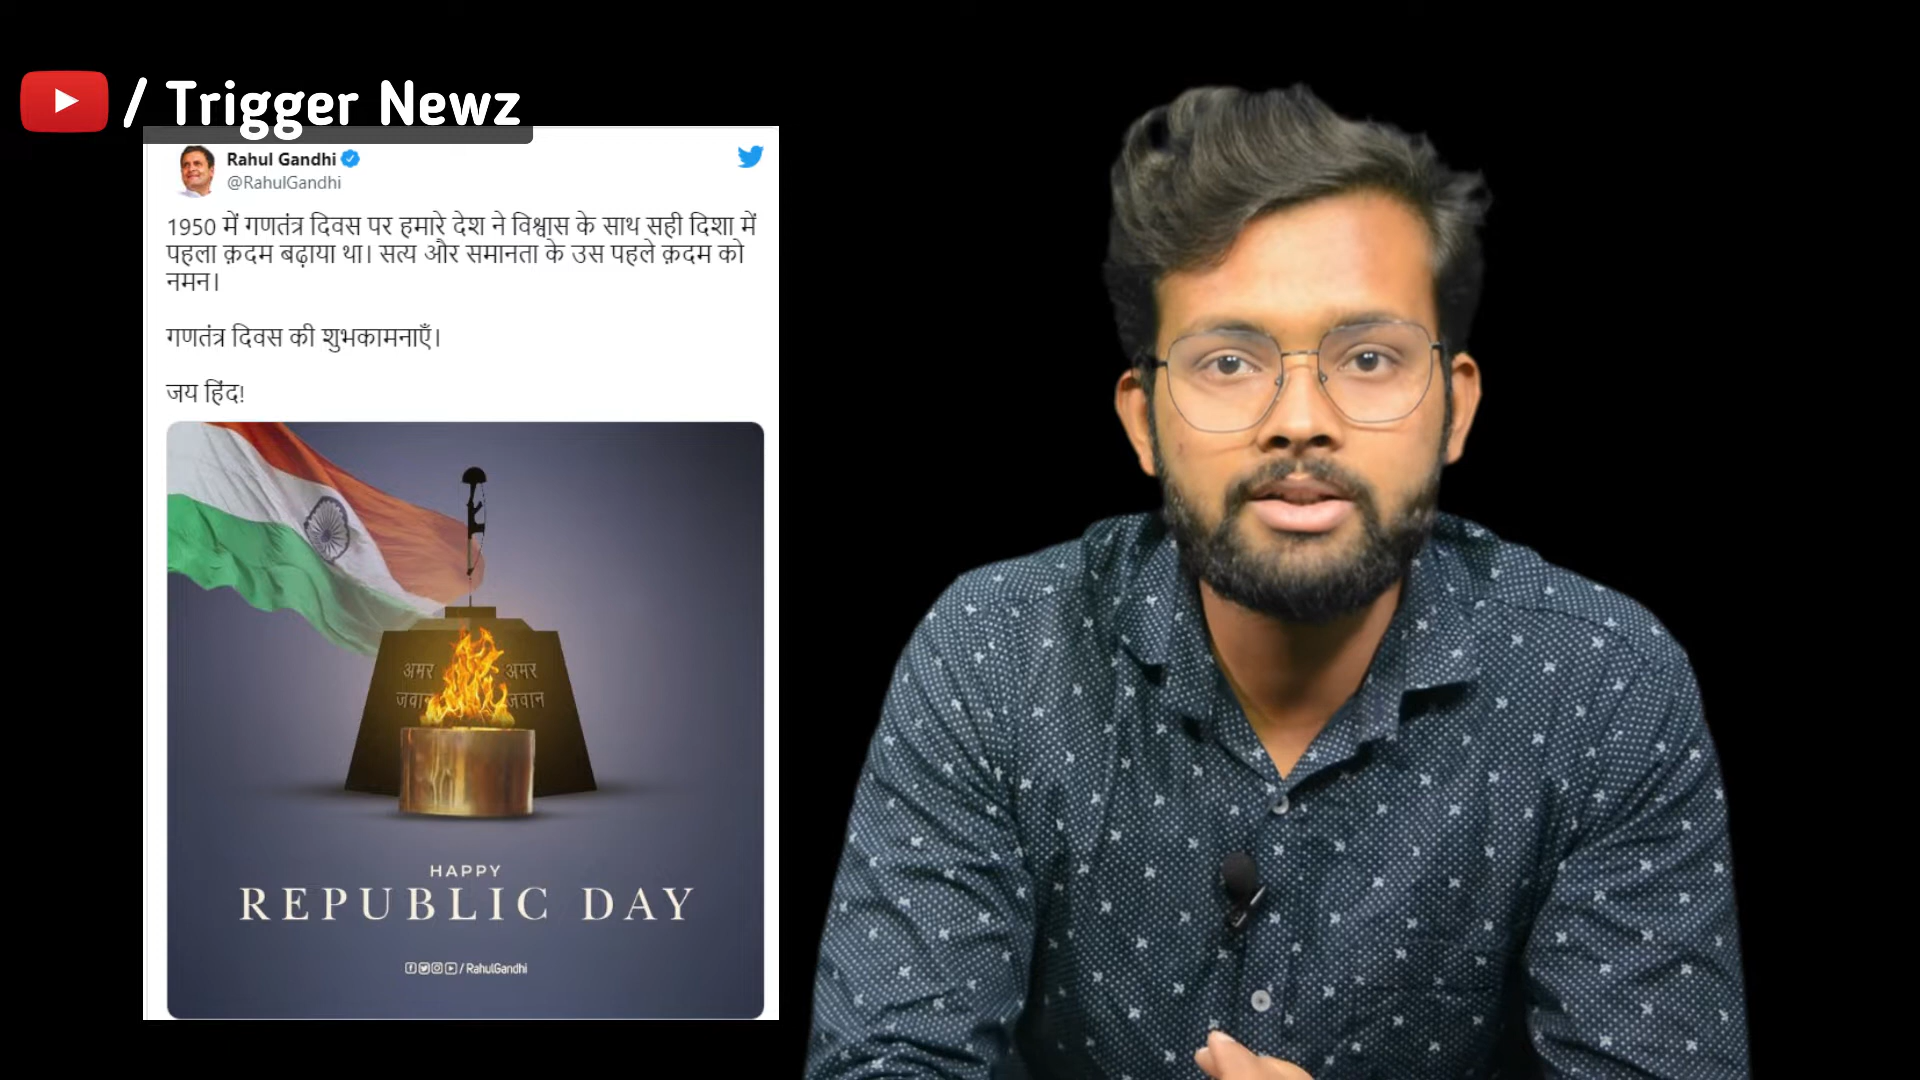 / Trigger Newz
Rahul Gandhi
@RahulGandhi
1950 में गणतंत्र दिवस पर हमारे देश ने विश्वास के साथ सही दिशा में
पहला क़दम बढ़ाया था। सत्य और समानता के उस पहले क़दम को
नमन।
गणतंत्र दिवस की शुभकामनाएँ।
जय हिंद!
अमर अमर
जवान जवान
HAPPY
REPUBLIC DAY
/ RahulGandhi